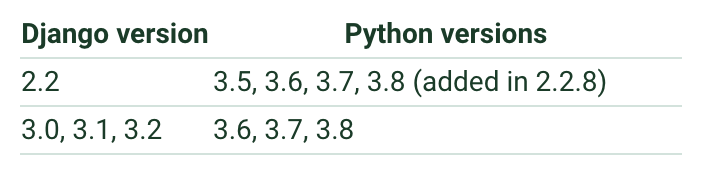 Django version Python versions
2.2 3.5, 3.6, 3.7, 3.8 (added in 2.2.8)
3.0, 3.1, 3.2 3.6, 3.7, 3.8